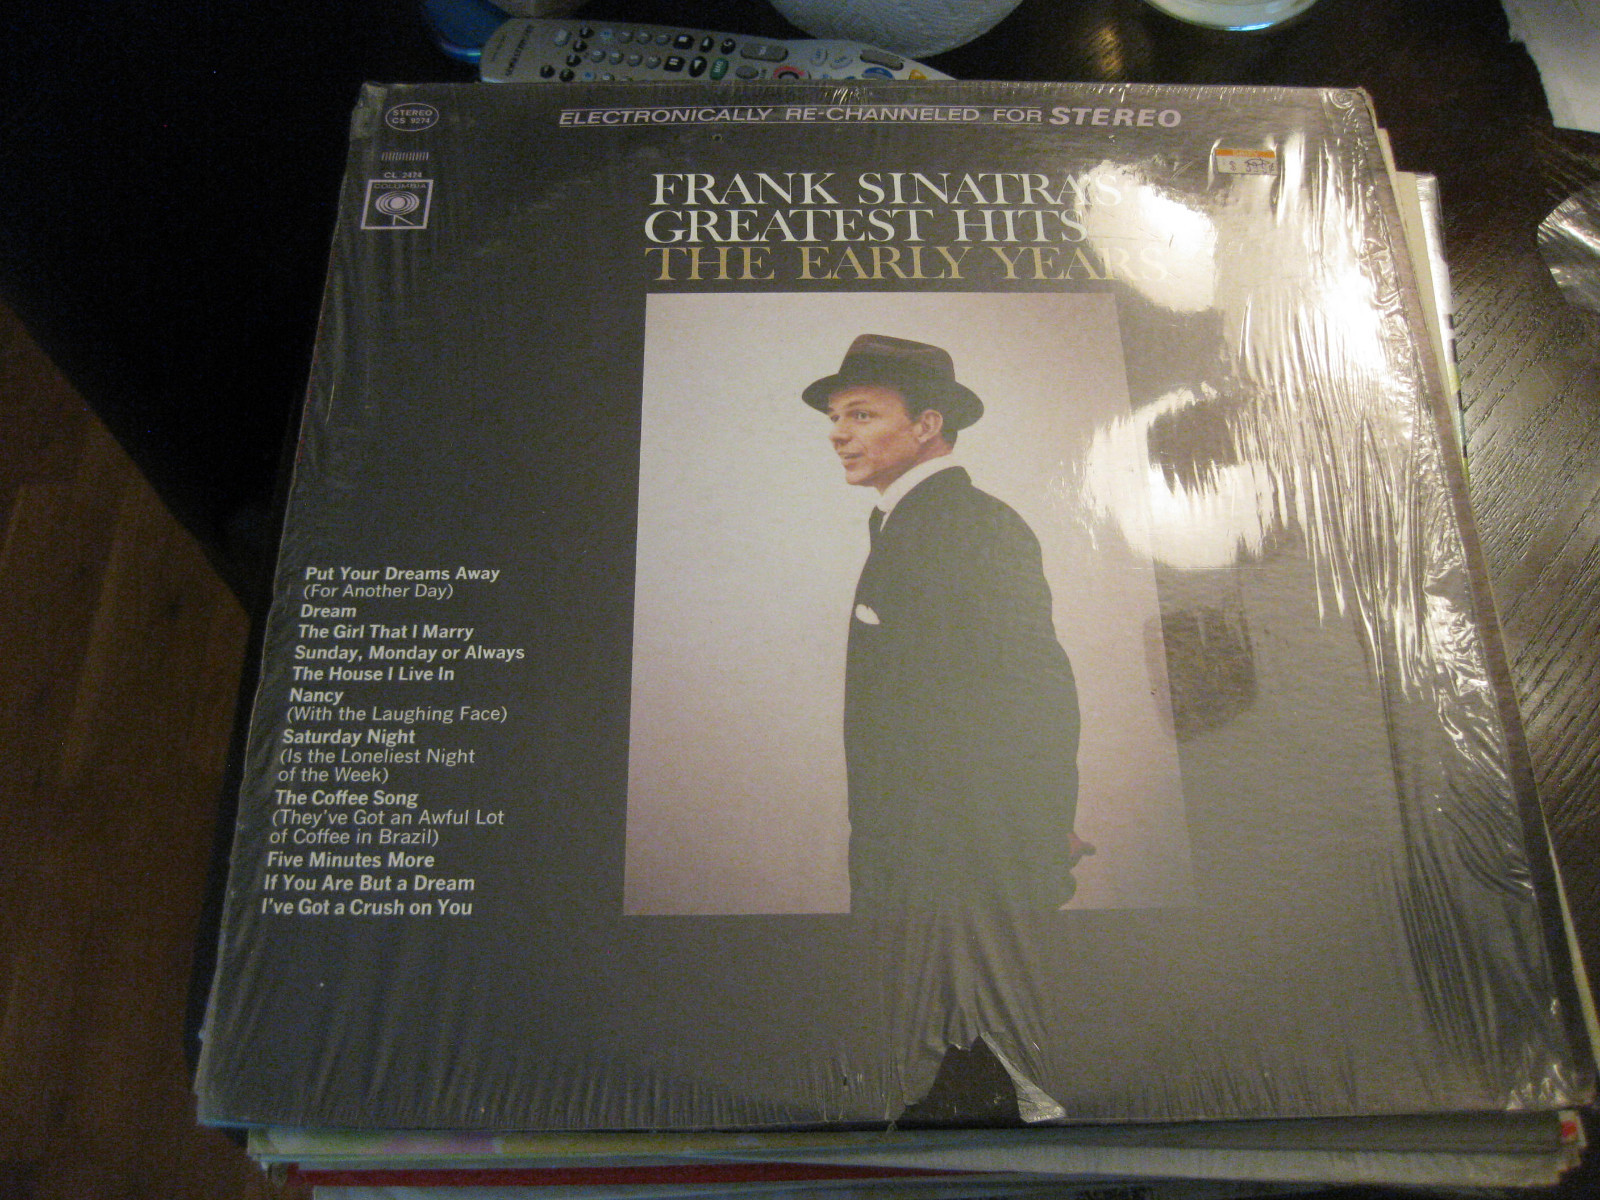 STEREO
CS 9274
ELECTRONICALLY RE-CHANNELED FOR STEREO
CL 2474
COLUMBIA
FRANK SINATRA'S
GREATEST HITS
THE EARLY YEARS
Put Your Dreams Away
(For Another Day)
Dream
The Girl That I Marry
Sunday, Monday or Always
The House I Live In
Nancy
(With the Laughing Face)
Saturday Night
(Is the Loneliest Night
of the Week)
The Coffee Song
(They've Got an Awful Lot
of Coffee in Brazil)
Five Minutes More
If You Are But a Dream
I've Got a Crush on You